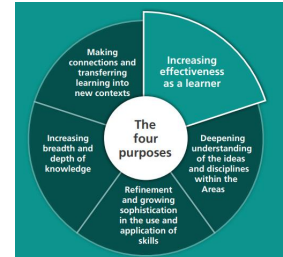 Making
connections and
transferring
learning into
new contexts
Increasing
effectiveness
as a learner
The
four
purposes
Increasing
breadth and
depth of
knowledge
Deepening
understanding
of the ideas
and disciplines
within the
Areas
Refinement
and growing
sophistication
in the use and
application of
skills